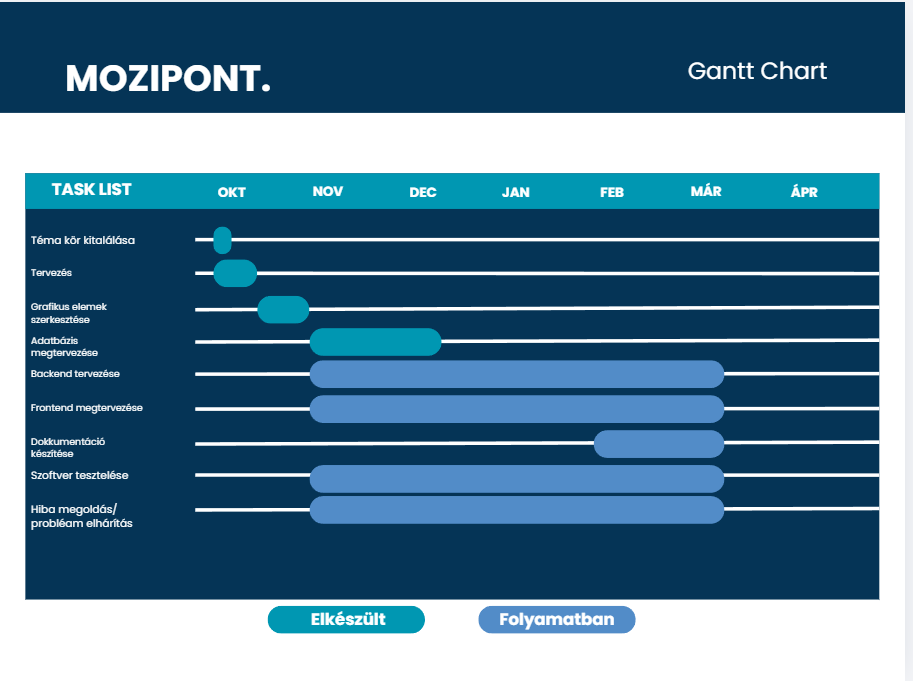 MOZIPONT.
Gantt Chart
TASK LIST OKT NOV DEC JAN FEB MÁR ÁPR
Téma kör kitalálása
Tervezés
Grafikus elemek
szerkesztése
Adatbázis
megtervezése
Backend tervezése
Frontend megtervezése
Dokkumentáció
készítése
Szoftver tesztelése
Hiba megoldás/
probléam elhárítás
Elkészült Folyamatban